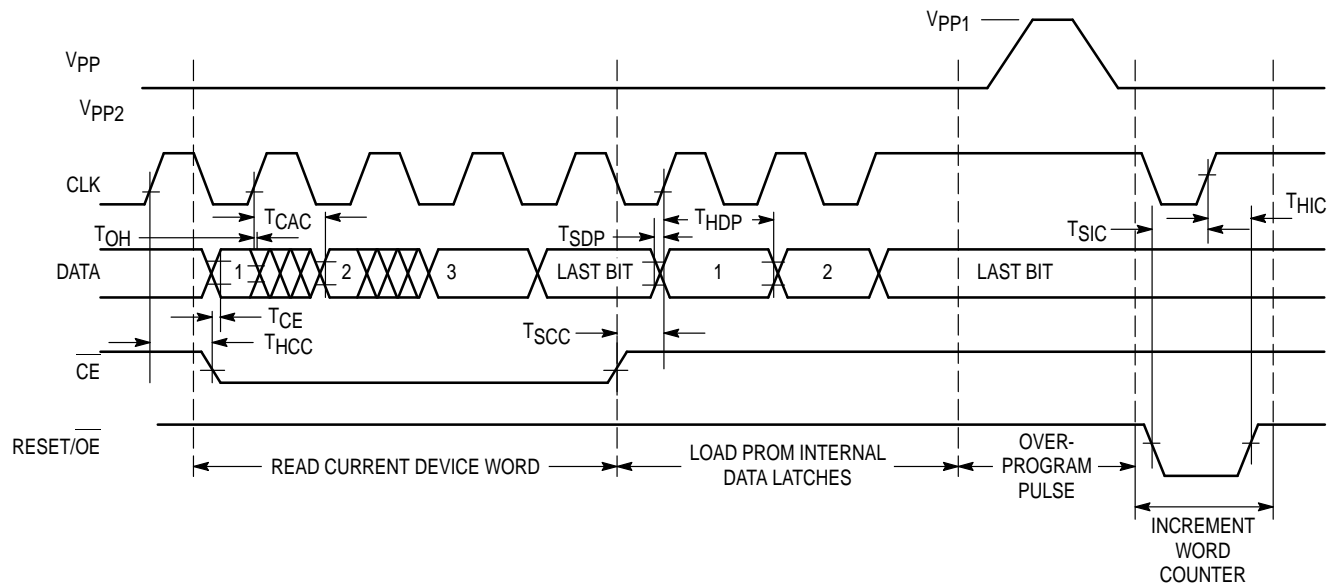 VPP1
VPP
VPP2
CLK
TCAC
TOH
TSDP
THDP
TSIC
THIC
DATA
1
2
3
LAST BIT
1
2
LAST BIT
TCE
THCC
TSCC
CE
RESET/OE
READ CURRENT DEVICE WORD
LOAD PROM INTERNAL
DATA LATCHES
OVER-
PROGRAM
PULSE
INCREMENT
WORD
COUNTER